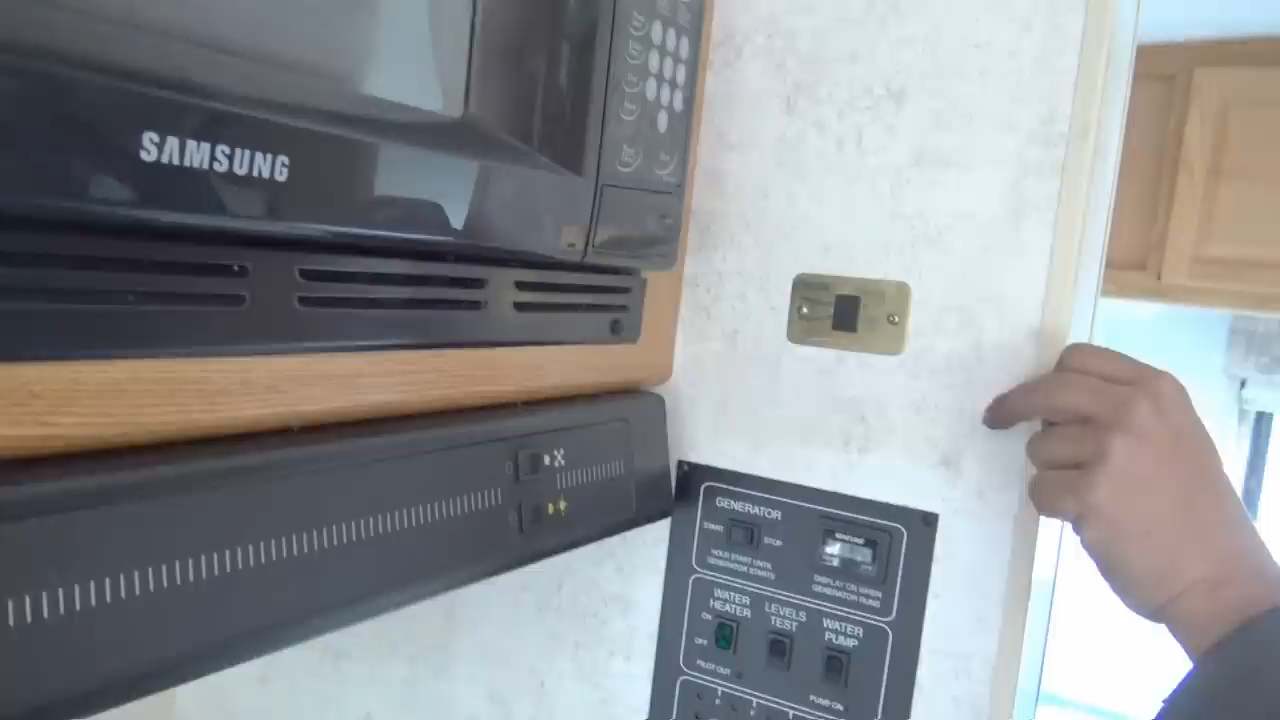 SAMSUNG
GENERATOR
START
STOP
HOLD START UNTIL
GENERATOR STARTS
DISPLAY ON WHEN
GENERATOR RUNS
WATER
HEATER
ON
OFF
PILOT OUT
LEVELS
TEST
WATER
PUMP
PUMP ON